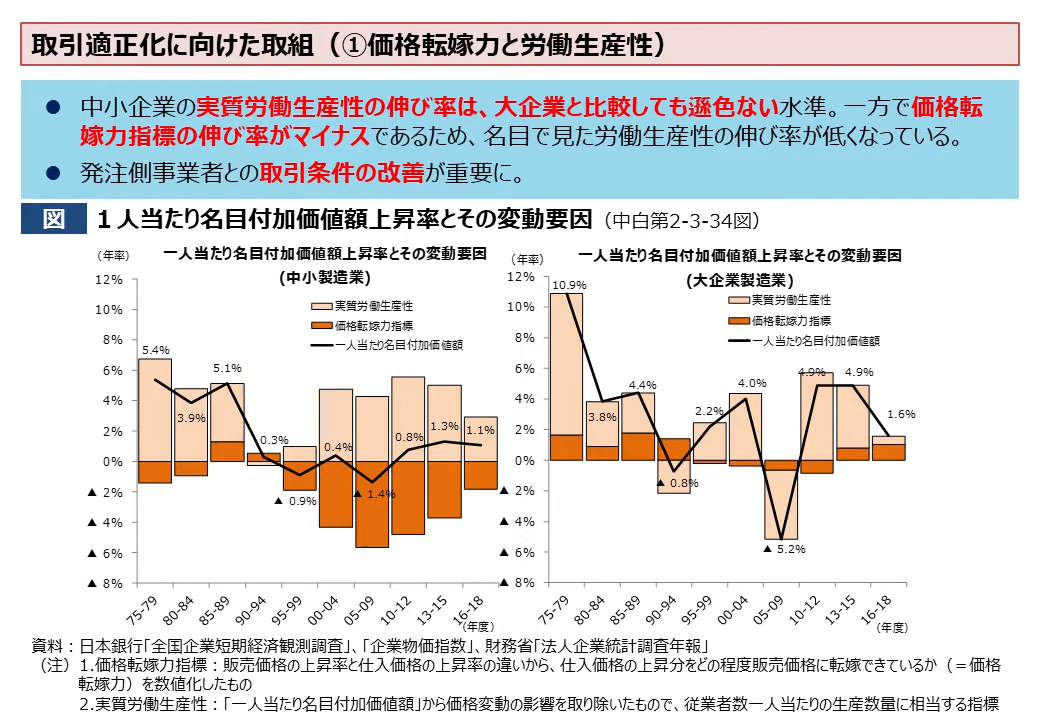 取引適正化に向けた取組（①価格転嫁力と労働生産性）
● 中小企業の実質労働生産性の伸び率は、大企業と比較しても遜色ない水準。一方で価格転
嫁力指標の伸び率がマイナスであるため、名目で見た労働生産性の伸び率が低くなっている。
● 発注側事業者との取引条件の改善が重要に。
図 １人当たり名目付加価値額上昇率とその変動要因（中白第2-3-34図）
（年率）
一人当たり名目付加価値額上昇率とその変動要因
(中小製造業)
実質労働生産性
価格転嫁力指標
一人当たり名目付加価値額
12%
10%
8%
6%
4%
2%
0%
▲ 2%
▲ 4%
▲ 6%
▲ 8%
5.4%
3.9%
5.1%
0.3%
▲ 0.9%
0.4%
▲ 1.4%
0.8%
1.3%
1.1%
75-79
80-84
85-89
90-94
95-99
00-04
05-09
10-12
13-15
16-18
（年度）
（年率）
一人当たり名目付加価値額上昇率とその変動要因
(大企業製造業)
実質労働生産性
価格転嫁力指標
一人当たり名目付加価値額
12%
10%
8%
6%
4%
2%
0%
▲ 2%
▲ 4%
▲ 6%
▲ 8%
10.9%
3.8%
4.4%
▲ 0.8%
2.2%
4.0%
▲ 5.2%
4.9%
4.9%
1.6%
75-79
80-84
85-89
90-94
95-99
00-04
05-09
10-12
13-15
16-18
（年度）
資料：日本銀行「全国企業短期経済観測調査」、「企業物価指数」、財務省「法人企業統計調査年報」
（注）1.価格転嫁力指標：販売価格の上昇率と仕入価格の上昇率の違いから、仕入価格の上昇分をどの程度販売価格に転嫁できているか（＝価格
転嫁力）を数値化したもの
2.実質労働生産性：「一人当たり名目付加価値額」から価格変動の影響を取り除いたもので、従業者数一人当たりの生産数量に相当する指標